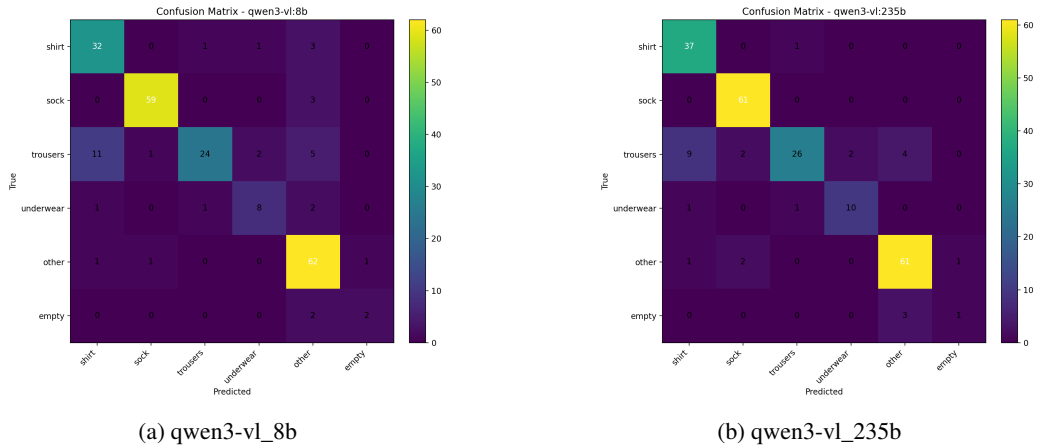 Confusion Matrix - qwen3-vl:8b
shirt 32 0 1 1 3 0
sock 0 59 0 0 3 0
trousers 11 1 24 2 5 0
underwear 1 0 1 8 2 0
other 1 1 0 0 62 1
empty 0 0 0 0 2 2
shirt sock trousers underwear other empty
True
Predicted
60
50
40
30
20
10
0
(a) qwen3-vl_8b
Confusion Matrix - qwen3-vl:235b
shirt 37 0 1 0 0 0
sock 0 61 0 0 0 0
trousers 9 2 26 2 4 0
underwear 1 0 1 10 0 0
other 1 2 0 0 61 1
empty 0 0 0 0 3 1
shirt sock trousers underwear other empty
True
Predicted
60
50
40
30
20
10
0
(b) qwen3-vl_235b